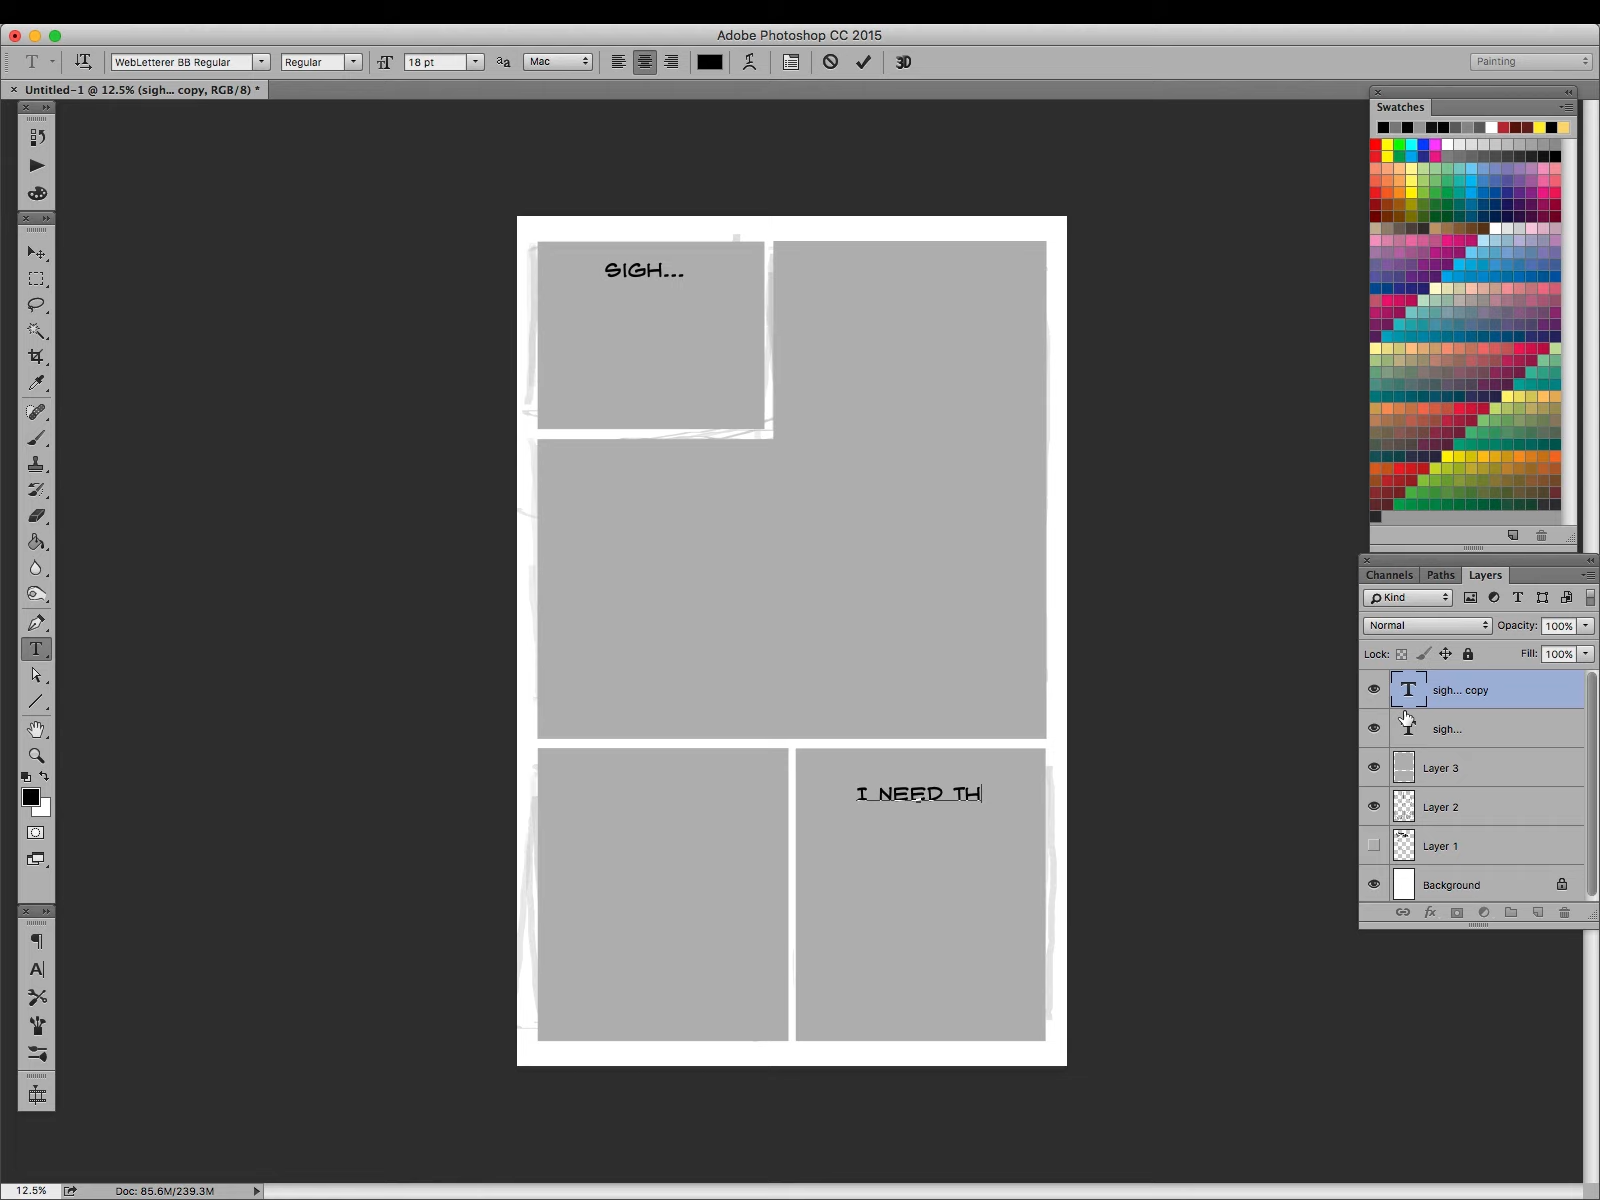 Adobe Photoshop CC 2015
WebLetterer BB Regular
Regular
18 pt
Mac
3D
Painting
Untitled-1 @ 12.5% (sigh... copy, RGB/8) *
SIGH...
I NEED TH
Swatches
Channels
Paths
Layers
Kind
Normal
Opacity: 100%
Lock:
Fill: 100%
sigh... copy
sigh...
Layer 3
Layer 2
Layer 1
Background
12.5%
Doc: 85.6M/239.3M